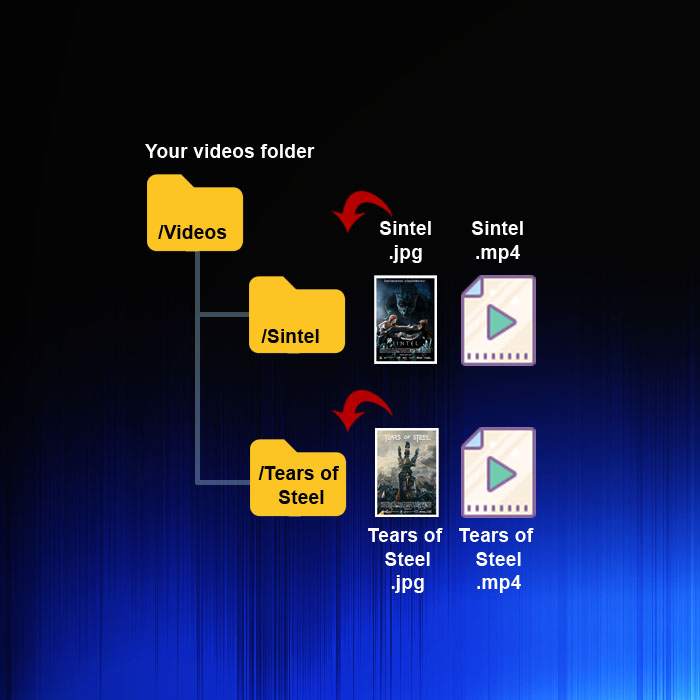 Your videos folder
/Videos
Sintel
.jpg
Sintel
.mp4
/Sintel
SINTEL
TEARS OF STEEL
/Tears of
Steel
Tears of
Steel
.jpg
Tears of
Steel
.mp4